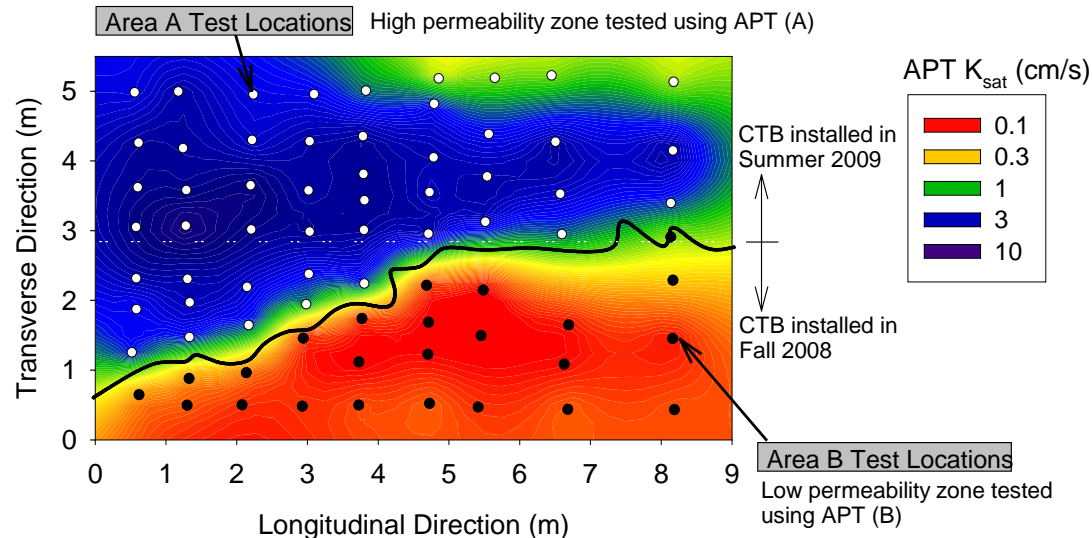 Area A Test Locations
High permeability zone tested using APT (A)
Transverse Direction (m)
5
4
3
2
1
0
0 1 2 3 4 5 6 7 8 9
Longitudinal Direction (m)
APT Ksat (cm/s)
0.1
0.3
1
3
10
CTB installed in
Summer 2009
CTB installed in
Fall 2008
Area B Test Locations
Low permeability zone tested
using APT (B)